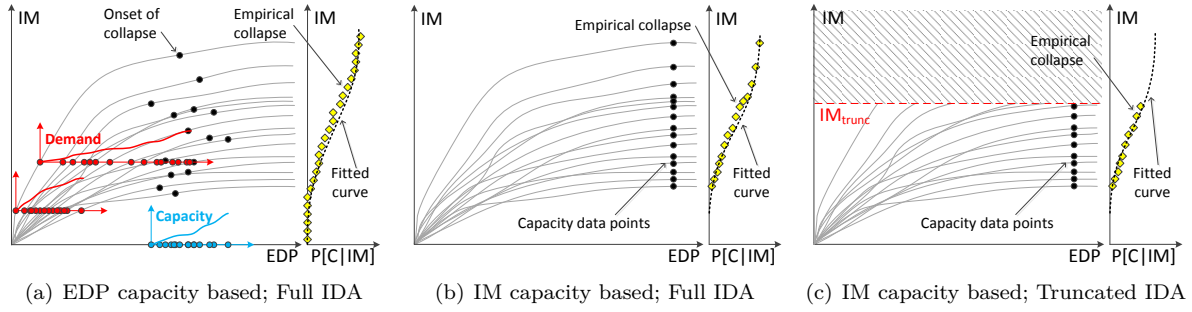 IM
Onset of
collapse
Empirical
collapse
IM
Demand
Fitted
curve
Capacity
EDP
P[C|IM]
(a) EDP capacity based; Full IDA
IM
IM
Empirical
collapse
Fitted
curve
Capacity data points
EDP
P[C|IM]
(b) IM capacity based; Full IDA
IM
IM
Empirical
collapse
IMtrunc
Fitted
curve
Capacity data points
EDP
P[C|IM]
(c) IM capacity based; Truncated IDA